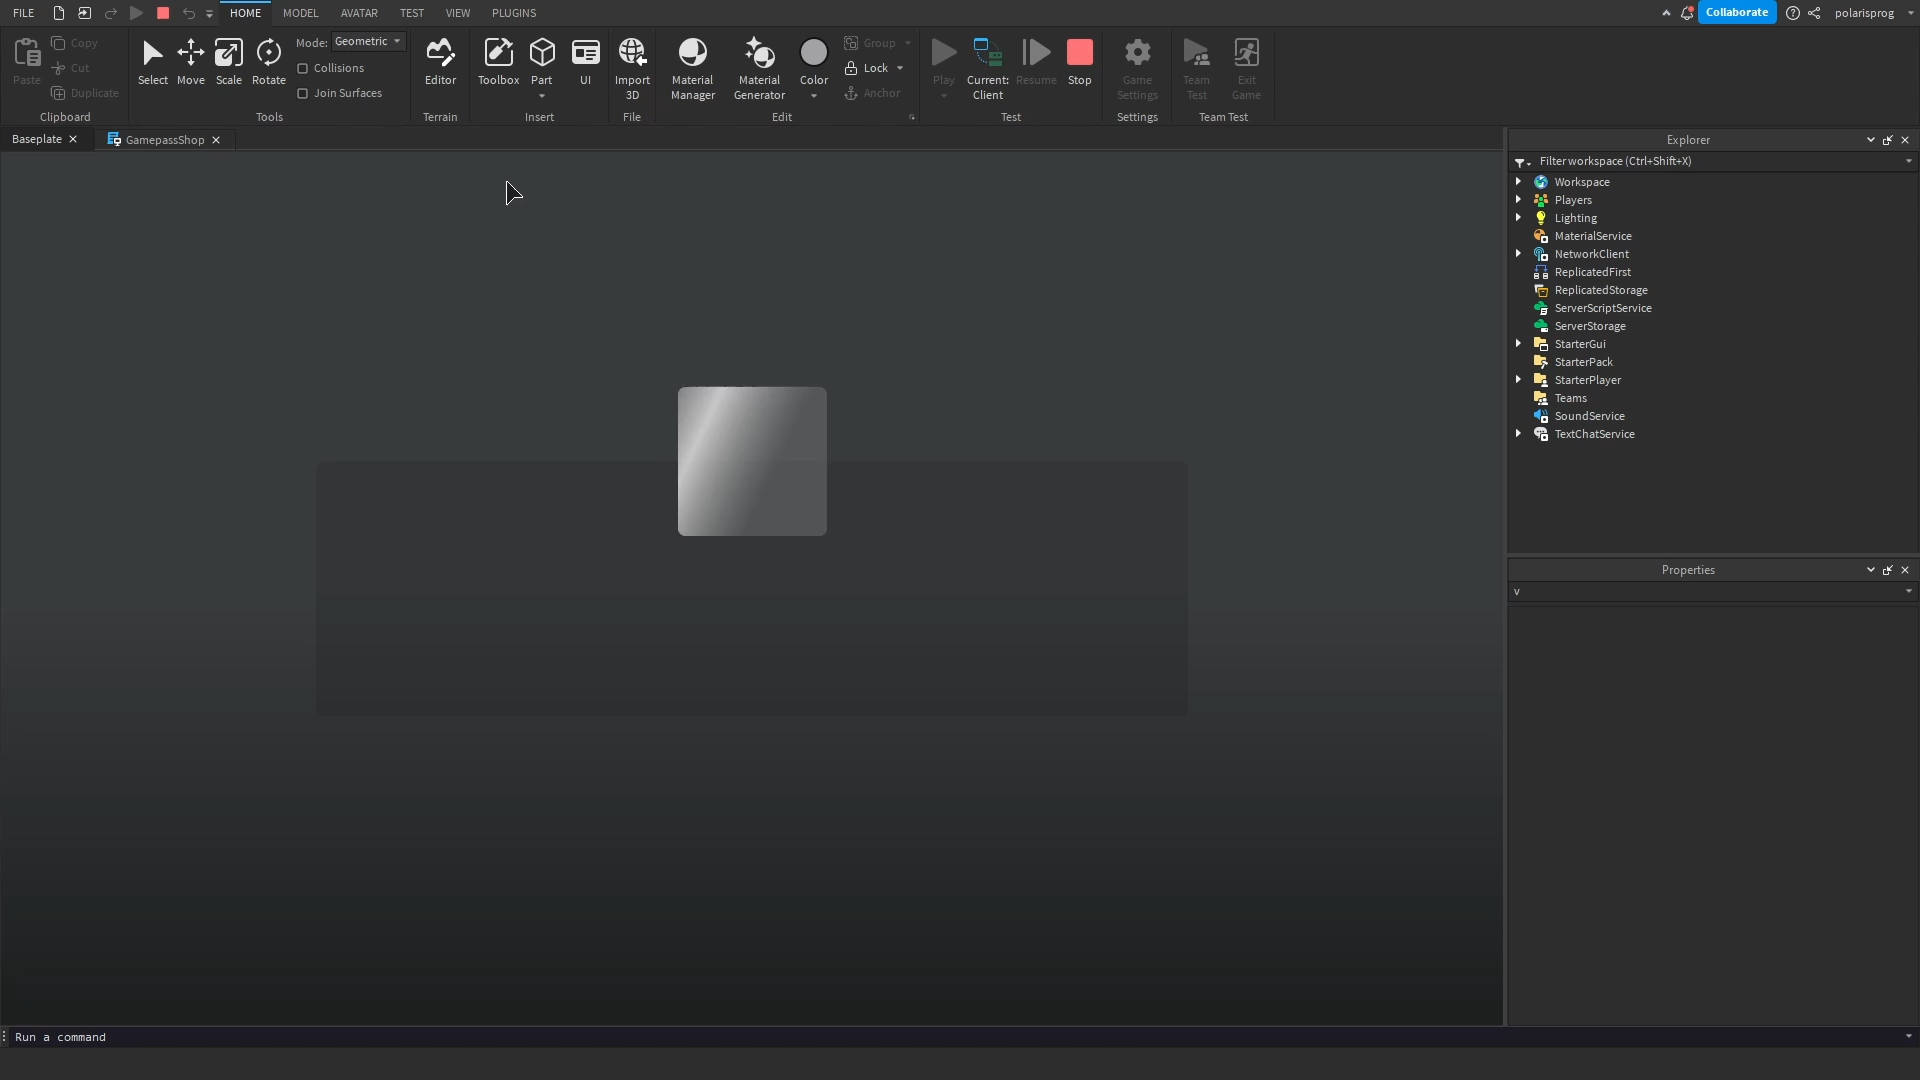 FILE HOME MODEL AVATAR TEST VIEW PLUGINS Collaborate polarisprog
Paste Copy Cut Duplicate Clipboard
Select Move Scale Rotate Mode: Geometric Collisions Join Surfaces Tools
Editor Terrain
Toolbox Part UI Insert
Import 3D File
Material Manager Material Generator Color Group Lock Anchor Edit
Play Current: Client Resume Stop Test
Game Settings Settings
Team Test Exit Game Team Test
Baseplate GamepassShop
Explorer
Filter workspace (Ctrl+Shift+X)
Workspace
Players
Lighting
MaterialService
NetworkClient
ReplicatedFirst
ReplicatedStorage
ServerScriptService
ServerStorage
StarterGui
StarterPack
StarterPlayer
Teams
SoundService
TextChatService
Properties
v
Run a command